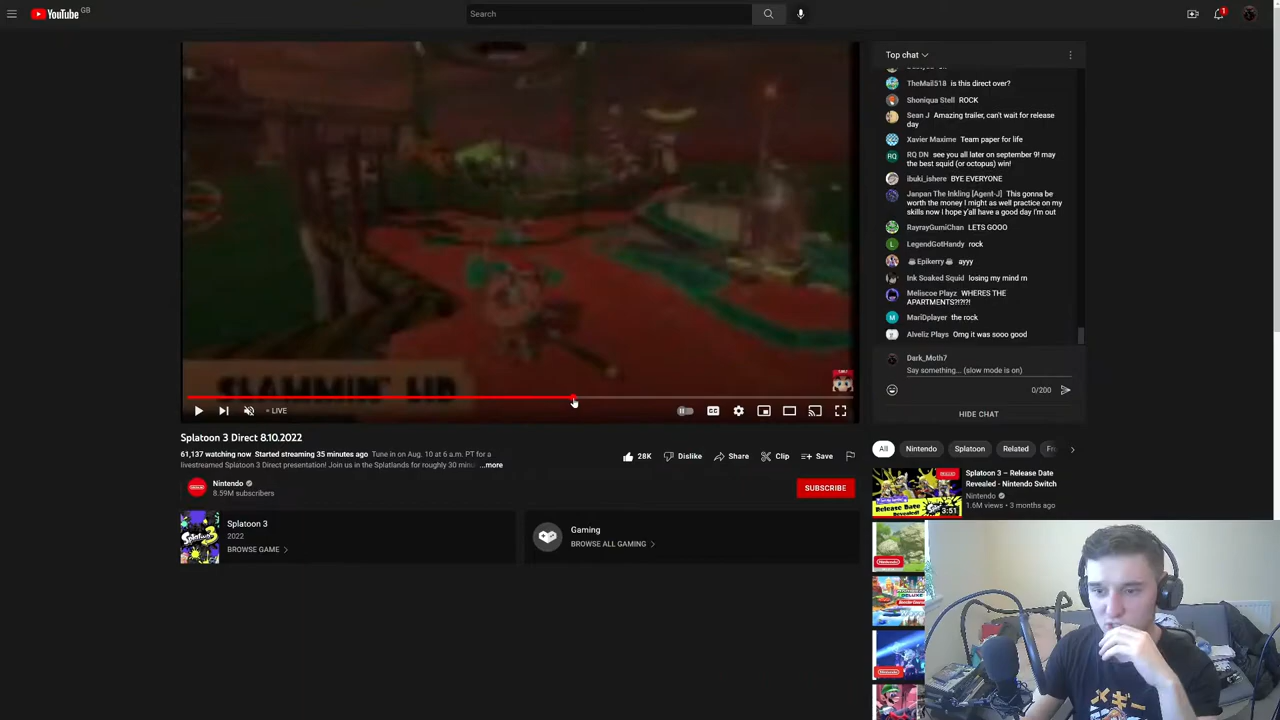 YouTube GB
Search
1
SLAMMIN' LID
LIVE
CC
Splatoon 3 Direct 8.10.2022
61,137 watching now Started streaming 35 minutes ago Tune in on Aug. 10 at 6 a.m. PT for a
livestreamed Splatoon 3 Direct presentation! Join us in the Splatlands for roughly 30 minu ...more
28K Dislike Share Clip Save
Nintendo
8.59M subscribers
SUBSCRIBE
Splatoon 3
2022
BROWSE GAME
Gaming
BROWSE ALL GAMING
Top chat
TheMail518 is this direct over?
Shoniqua Stell ROCK
Sean J Amazing trailer, can't wait for release
day
Xavier Maxime Team paper for life
RQ RQ DN see you all later on september 9! may
the best squid (or octopus) win!
ibuki_ishere BYE EVERYONE
Janpan The Inkling [Agent-J] This gonna be
worth the money I might as well practice on my
skills now I hope y'all have a good day I'm out
RayrayGumiChan LETS GOOO
L LegendGotHandy rock
Epikerry ayyy
Ink Soaked Squid losing my mind rn
Meliscoe Playz WHERES THE
APARTMENTS?!?!?!
M MariDplayer the rock
Alveliz Plays Omg it was sooo good
Dark_Moth7
Say something... (slow mode is on)
0/200
HIDE CHAT
All Nintendo Splatoon Related
Splatoon 3 – Release Date
Revealed - Nintendo Switch
Nintendo
1.6M views • 3 months ago
Release Date
Revealed!
3:51